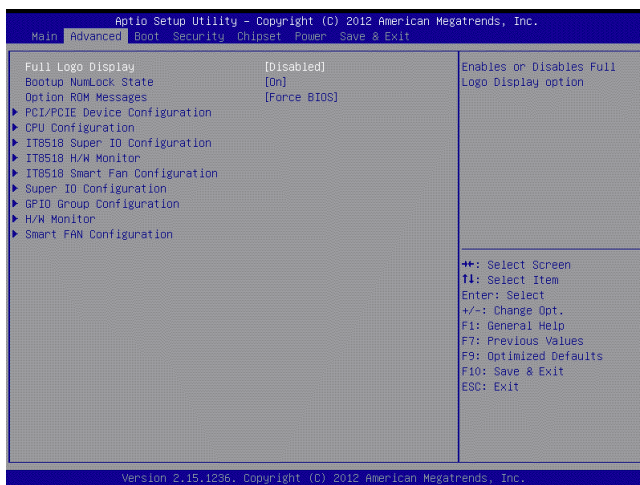 Aptio Setup Utility – Copyright (C) 2012 American Megatrends, Inc.
Main Advanced Boot Security Chipset Power Save & Exit
Full Logo Display [Disabled]
Bootup NumLock State [On]
Option ROM Messages [Force BIOS]
▶ PCI/PCIE Device Configuration
▶ CPU Configuration
▶ IT8518 Super IO Configuration
▶ IT8518 H/W Monitor
▶ IT8518 Smart Fan Configuration
▶ Super IO Configuration
▶ GPIO Group Configuration
▶ H/W Monitor
▶ Smart FAN Configuration
Enables or Disables Full
Logo Display option
→←: Select Screen
↑↓: Select Item
Enter: Select
+/-: Change Opt.
F1: General Help
F7: Previous Values
F9: Optimized Defaults
F10: Save & Exit
ESC: Exit
Version 2.15.1236. Copyright (C) 2012 American Megatrends, Inc.